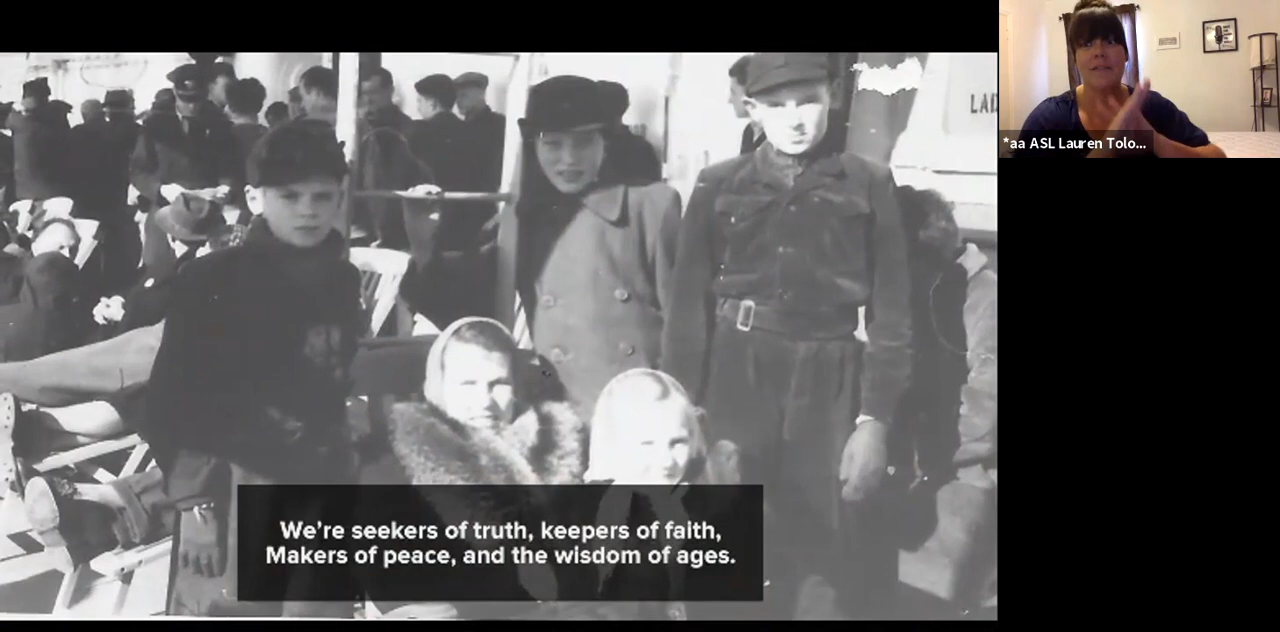 LAD
*aa ASL Lauren Tolo...
We're seekers of truth, keepers of faith,
Makers of peace, and the wisdom of ages.